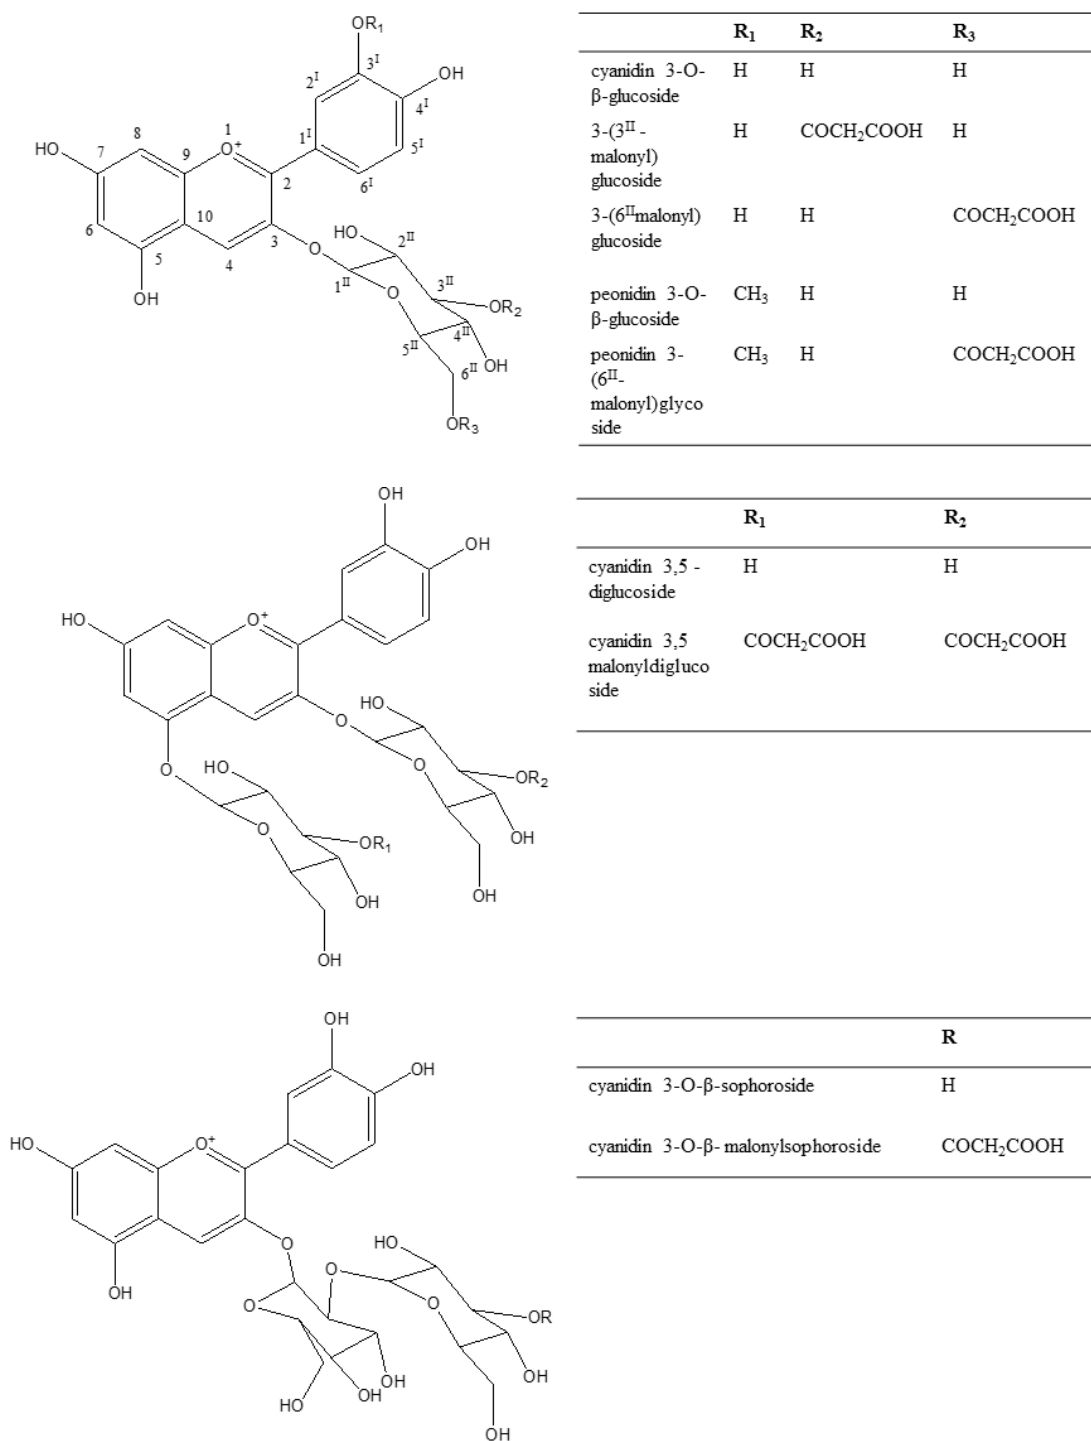 OR₁
3ᴵ
OH
2ᴵ
4ᴵ
1
8
1ᴵ
5ᴵ
HO
7
9
O⁺
6ᴵ
2
10
6
3
HO
2ᴵᴵ
5
4
O
1ᴵᴵ
3ᴵᴵ
OH
O
OR₂
4ᴵᴵ
5ᴵᴵ
OH
6ᴵᴵ
OR₃
R₁ R₂ R₃
cyanidin 3-O- H H H
β-glucoside
3-(3ᴵᴵ - H COCH₂COOH H
malonyl)
glucoside
3-(6ᴵᴵmalonyl) H H COCH₂COOH
glucoside
peonidin 3-O- CH₃ H H
β-glucoside
peonidin 3- CH₃ H COCH₂COOH
(6ᴵᴵ-
malonyl)glyco
side
OH
OH
HO
O⁺
HO
O
O
O
HO
OR₂
O
OR₁
OH
OH
OH
OH
R₁ R₂
cyanidin 3,5 - H H
diglucoside
cyanidin 3,5 COCH₂COOH COCH₂COOH
malonyldigluco
side
OH
OH
HO
O⁺
O
HO
O
OH
O
O
OR
OH
OH
OH
HO
OH
R
cyanidin 3-O-β-sophoroside H
cyanidin 3-O-β- malonylsophoroside COCH₂COOH